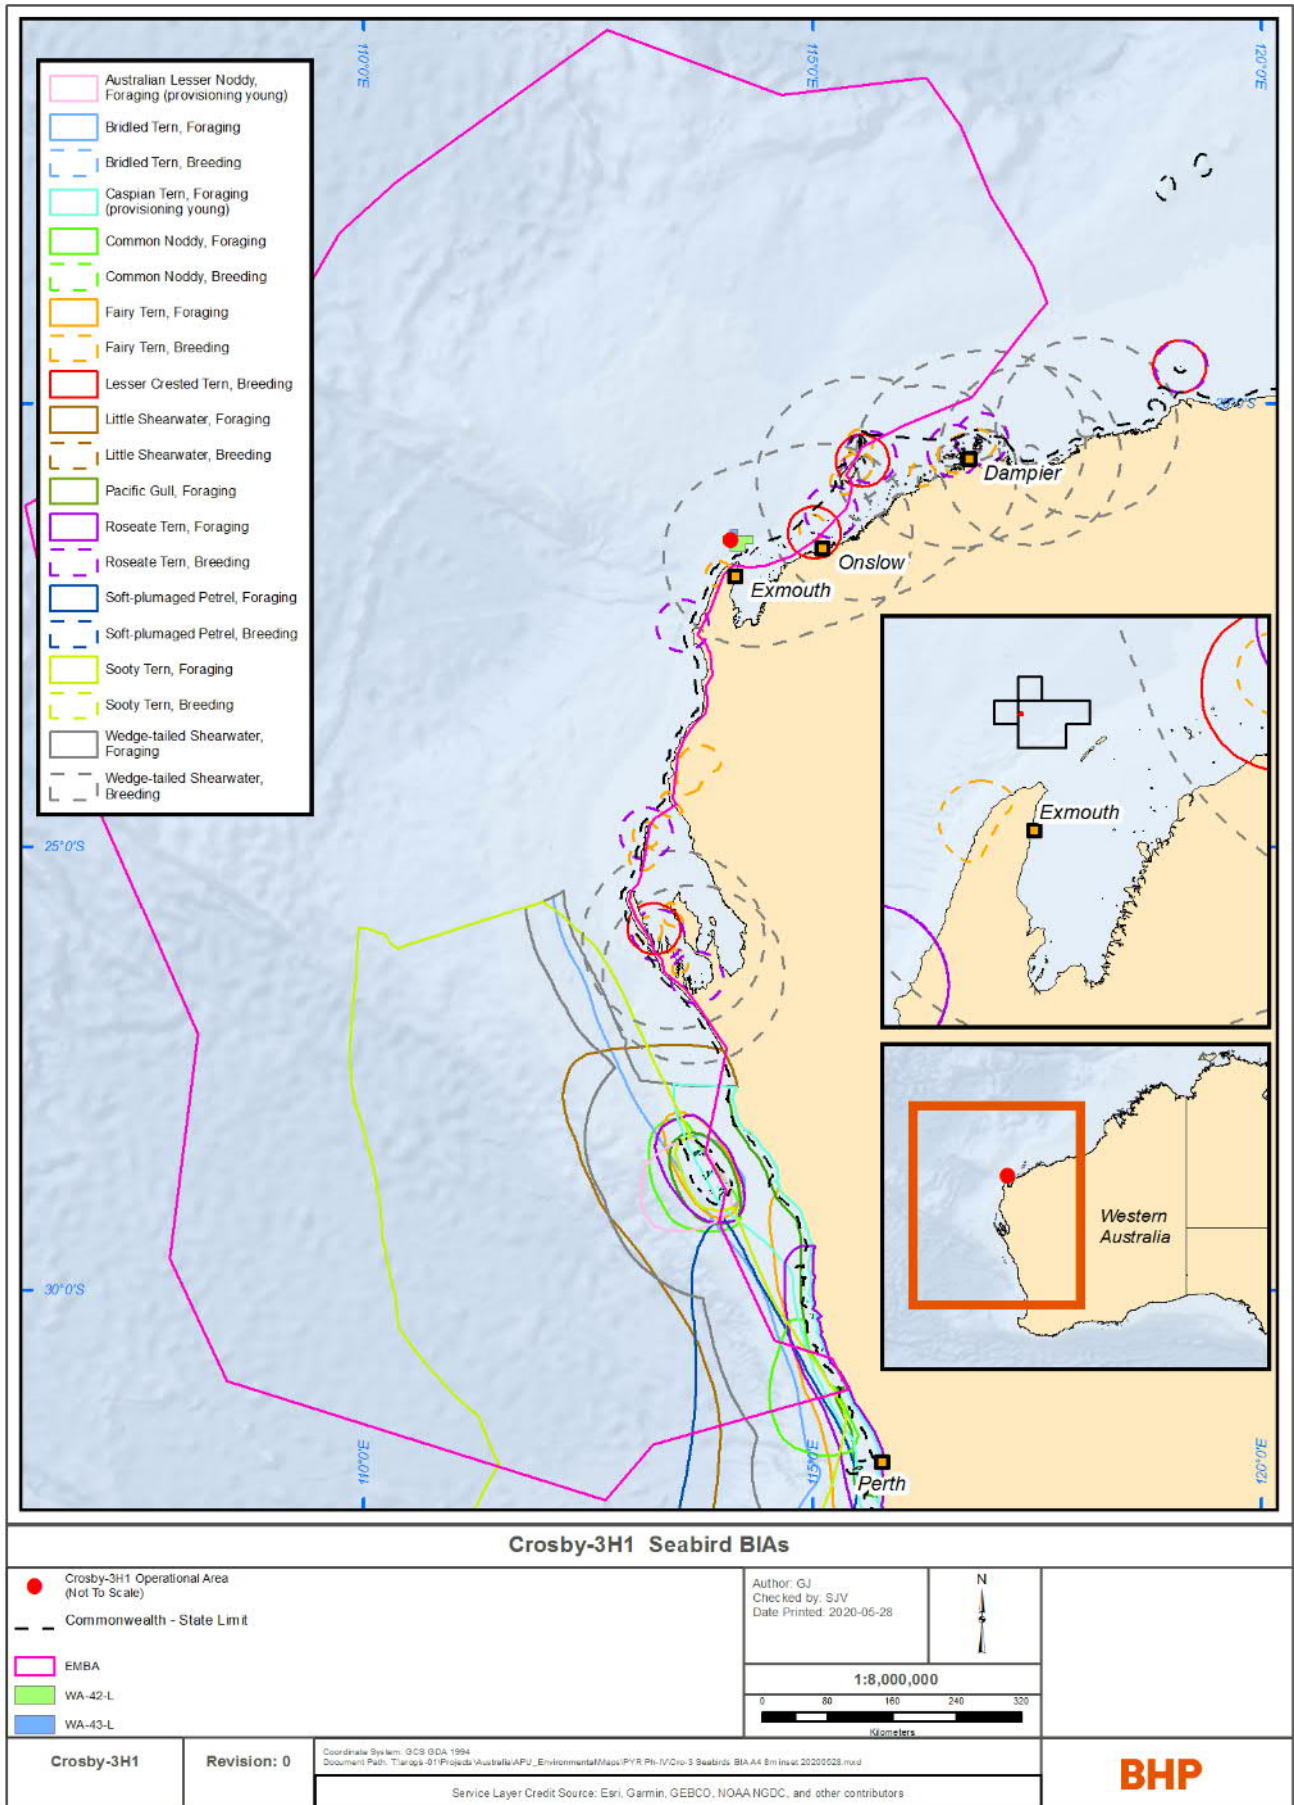 110°0'E
115°0'E
120°0'E
Australian Lesser Noddy,
Foraging (provisioning young)
Bridled Tern, Foraging
Bridled Tern, Breeding
Caspian Tern, Foraging
(provisioning young)
Common Noddy, Foraging
Common Noddy, Breeding
Fairy Tern, Foraging
Fairy Tern, Breeding
Lesser Crested Tern, Breeding
Little Shearwater, Foraging
Little Shearwater, Breeding
Pacific Gull, Foraging
Roseate Tern, Foraging
Roseate Tern, Breeding
Soft-plumaged Petrel, Foraging
Soft-plumaged Petrel, Breeding
Sooty Tern, Foraging
Sooty Tern, Breeding
Wedge-tailed Shearwater,
Foraging
Wedge-tailed Shearwater,
Breeding
20°0'S
Dampier
Onslow
Exmouth
Exmouth
25°0'S
Western
Australia
30°0'S
110°0'E
115°0'E
120°0'E
Perth
Crosby-3H1 Seabird BIAs
Crosby-3H1 Operational Area
(Not To Scale)
Commonwealth - State Limit
EMBA
WA-42-L
WA-43-L
Author: GJ
Checked by: SJV
Date Printed: 2020-05-28
N
1:8,000,000
0 80 160 240 320
Kilometers
Crosby-3H1
Revision: 0
Coordinate System: GCS GDA 1994
Document Path:
Service Layer Credit Source: Esri, Garmin, GEBCO, NOAA NGDC, and other contributors
BHP